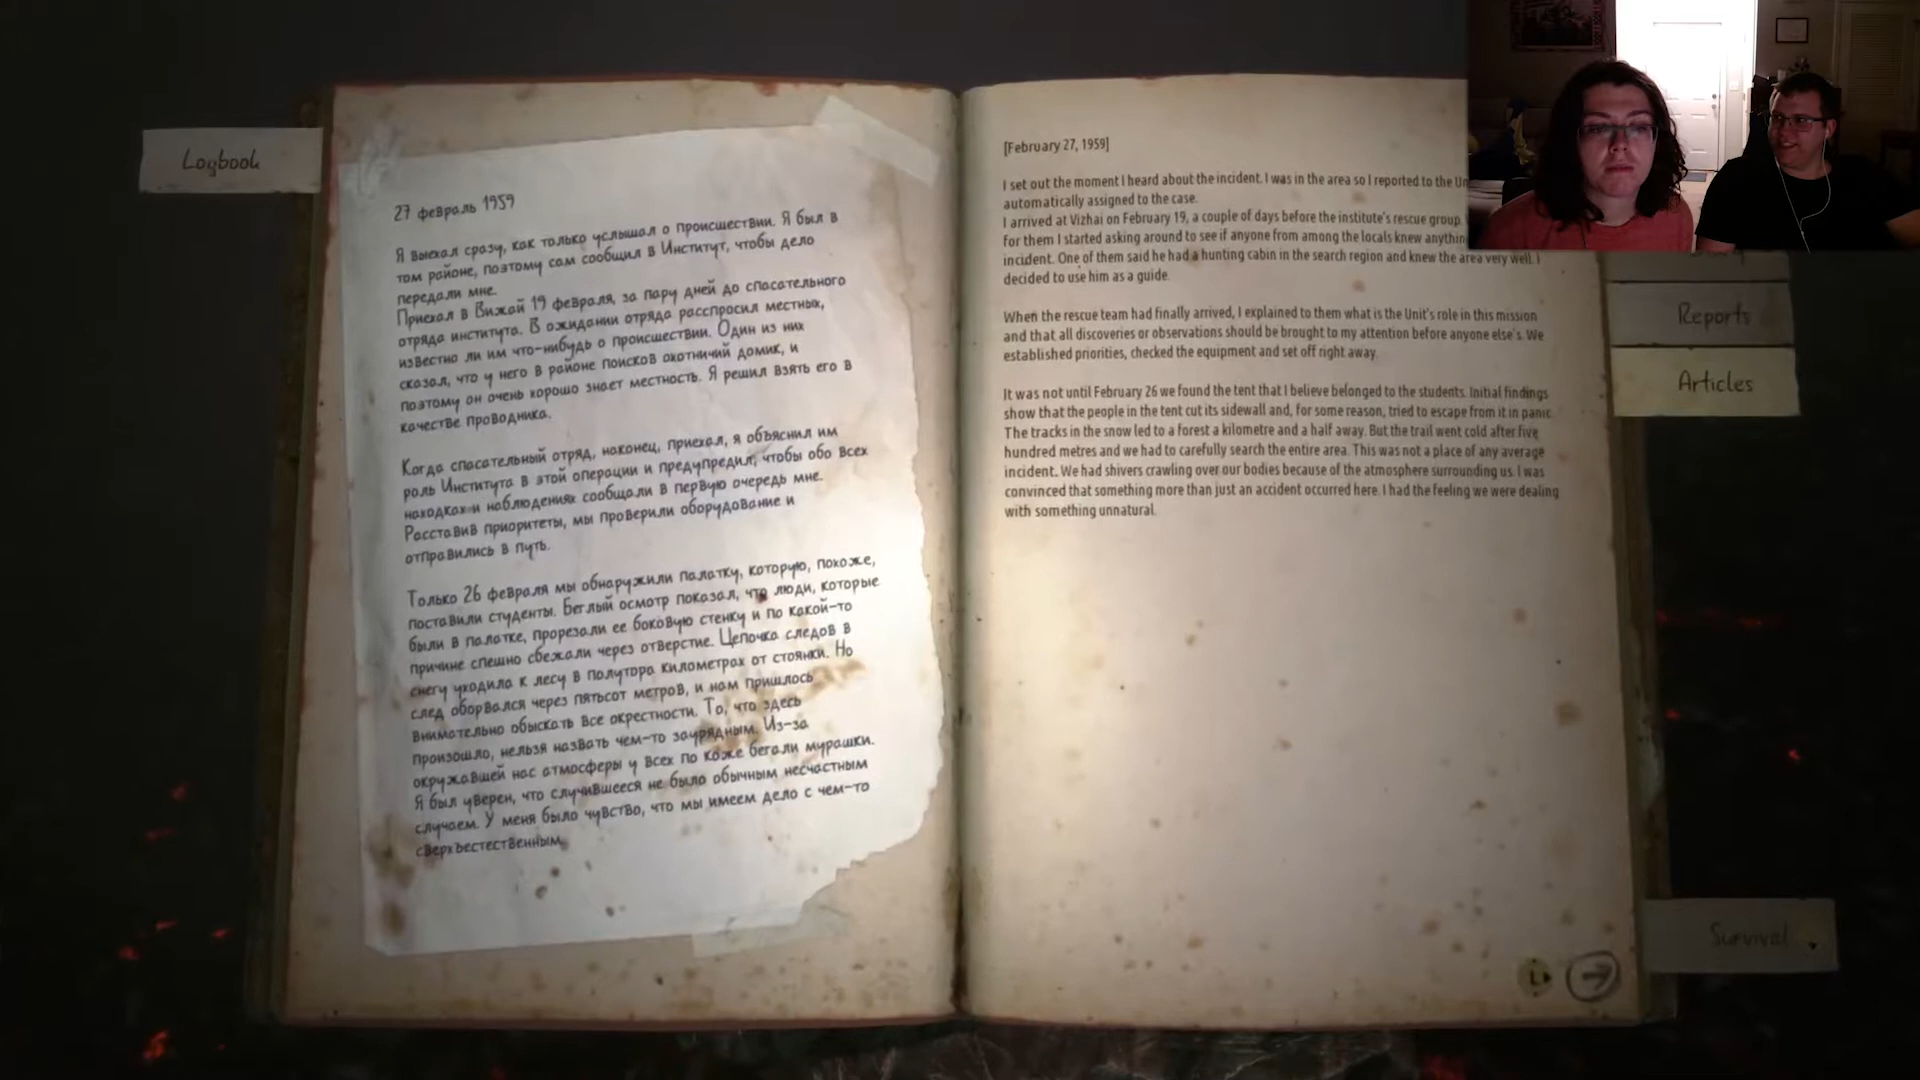 Logbook
27 февраль 1959
Я выехал сразу, как только услышал о происшествии. Я был в
том районе, поэтому сам сообщил в Институт, чтобы дело
передали мне.
Приехал в Вижай 19 февраля, за пару дней до спасательного
отряда института. В ожидании отряда расспросил местных,
известно ли им что-нибудь о происшествии. Один из них
сказал, что у него в районе поисков охотничий домик, и
поэтому он очень хорошо знает местность. Я решил взять его в
качестве проводника.
Когда спасательный отряд, наконец, приехал, я объяснил им
роль Института в этой операции и предупредил, чтобы обо всех
находках и наблюдениях сообщали в первую очередь мне.
Расставив приоритеты, мы проверили оборудование и
отправились в путь.
Только 26 февраля мы обнаружили палатку, которую, похоже,
поставили студенты. Беглый осмотр показал, что люди, которые
были в палатке, прорезали ее боковую стенку и по какой-то
причине спешно сбежали через отверстие. Цепочка следов в
снегу уходила к лесу в полутора километрах от стоянки. Но
след оборвался через пятьсот метров, и нам пришлось
внимательно обыскать все окрестности. То, что здесь
произошло, нельзя назвать чем-то заурядным. Из-за
окружавшей нас атмосферы у всех по коже бегали мурашки.
Я был уверен, что случившееся не было обычным несчастным
случаем. У меня было чувство, что мы имеем дело с чем-то
сверхъестественным.
[February 27, 1959]
I set out the moment I heard about the incident. I was in the area so I reported to the
automatically assigned to the case.
I arrived at Vizhai on February 19, a couple of days before the institute's rescue group.
for them I started asking around to see if anyone from among the locals knew
incident. One of them said he had a hunting cabin in the search region and knew the area very well. I
decided to use him as a guide.
When the rescue team had finally arrived, I explained to them what is the Unit's role in this mission
and that all discoveries or observations should be brought to my attention before anyone else's. We
established priorities, checked the equipment and set off right away.
It was not until February 26 we found the tent that I believe belonged to the students. Initial findings
show that the people in the tent cut its sidewall and, for some reason, tried to escape from it in panic.
The tracks in the snow led to a forest a kilometre and a half away. But the trail went cold after five
hundred metres and we had to carefully search the entire area. This was not a place of any average
incident. We had shivers crawling over our bodies because of the atmosphere surrounding us. I was
convinced that something more than just an accident occurred here. I had the feeling we were dealing
with something unnatural.
Reports
Articles
Survival
L